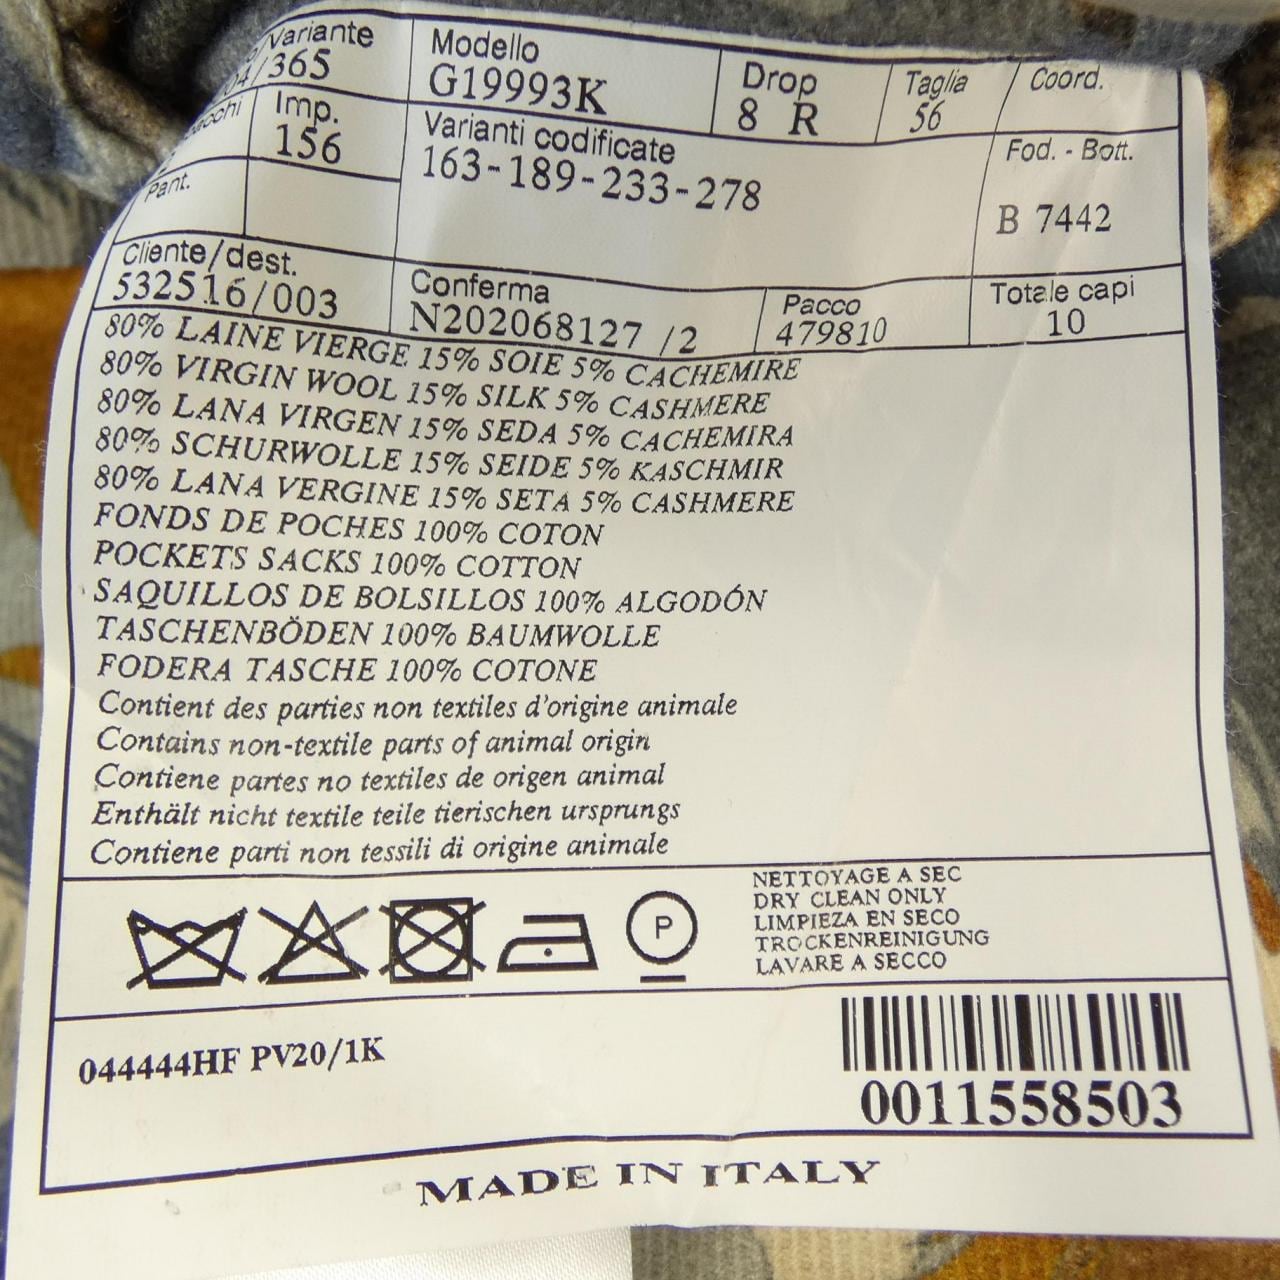 Variante
04/365
Modello
G19993K
Drop
8 R
Taglia
56
Coord.
Imp.
156
Varianti codificate
163-189-233-278
Fod. - Bott.
B 7442
Pant.
Cliente/dest.
532516/003
Conferma
N202068127 /2
Pacco
479810
Totale capi
10
80% LAINE VIERGE 15% SOIE 5% CACHEMIRE
80% VIRGIN WOOL 15% SILK 5% CASHMERE
80% LANA VIRGEN 15% SEDA 5% CACHEMIRA
80% SCHURWOLLE 15% SEIDE 5% KASCHMIR
80% LANA VERGINE 15% SETA 5% CASHMERE
FONDS DE POCHES 100% COTON
POCKETS SACKS 100% COTTON
SAQUILLOS DE BOLSILLOS 100% ALGODÓN
TASCHENBÖDEN 100% BAUMWOLLE
FODERA TASCHE 100% COTONE
Contient des parties non textiles d'origine animale
Contains non-textile parts of animal origin
Contiene partes no textiles de origen animal
Enthält nicht textile teile tierischen ursprungs
Contiene parti non tessili di origine animale
P
NETTOYAGE A SEC
DRY CLEAN ONLY
LIMPIEZA EN SECO
TROCKENREINIGUNG
LAVARE A SECCO
044444HF PV20/1K
0011558503
MADE IN ITALY